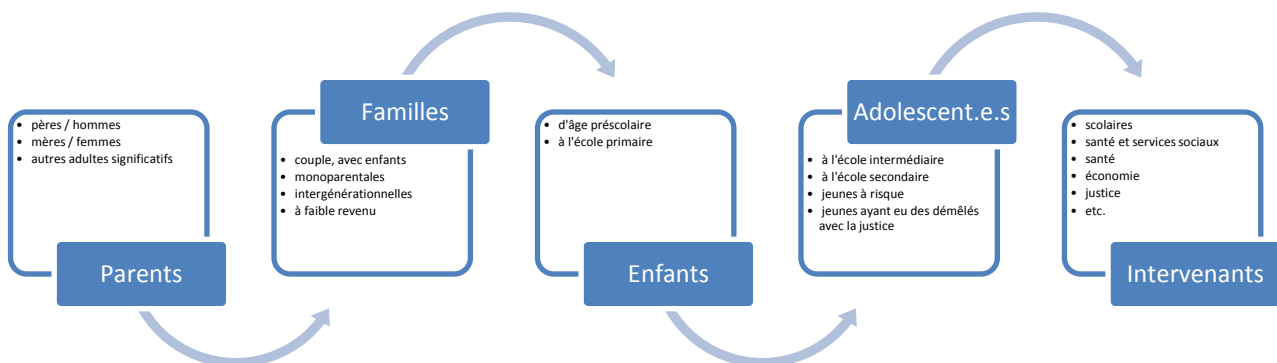 • pères / hommes
• mères / femmes
• autres adultes significatifs
Parents
Familles
• couple, avec enfants
• monoparentales
• intergénérationnelles
• à faible revenu
• d'âge préscolaire
• à l'école primaire
Enfants
Adolescent.e.s
• à l'école intermédiaire
• à l'école secondaire
• jeunes à risque
• jeunes ayant eu des démêlés
avec la justice
• scolaires
• santé et services sociaux
• santé
• économie
• justice
• etc.
Intervenants